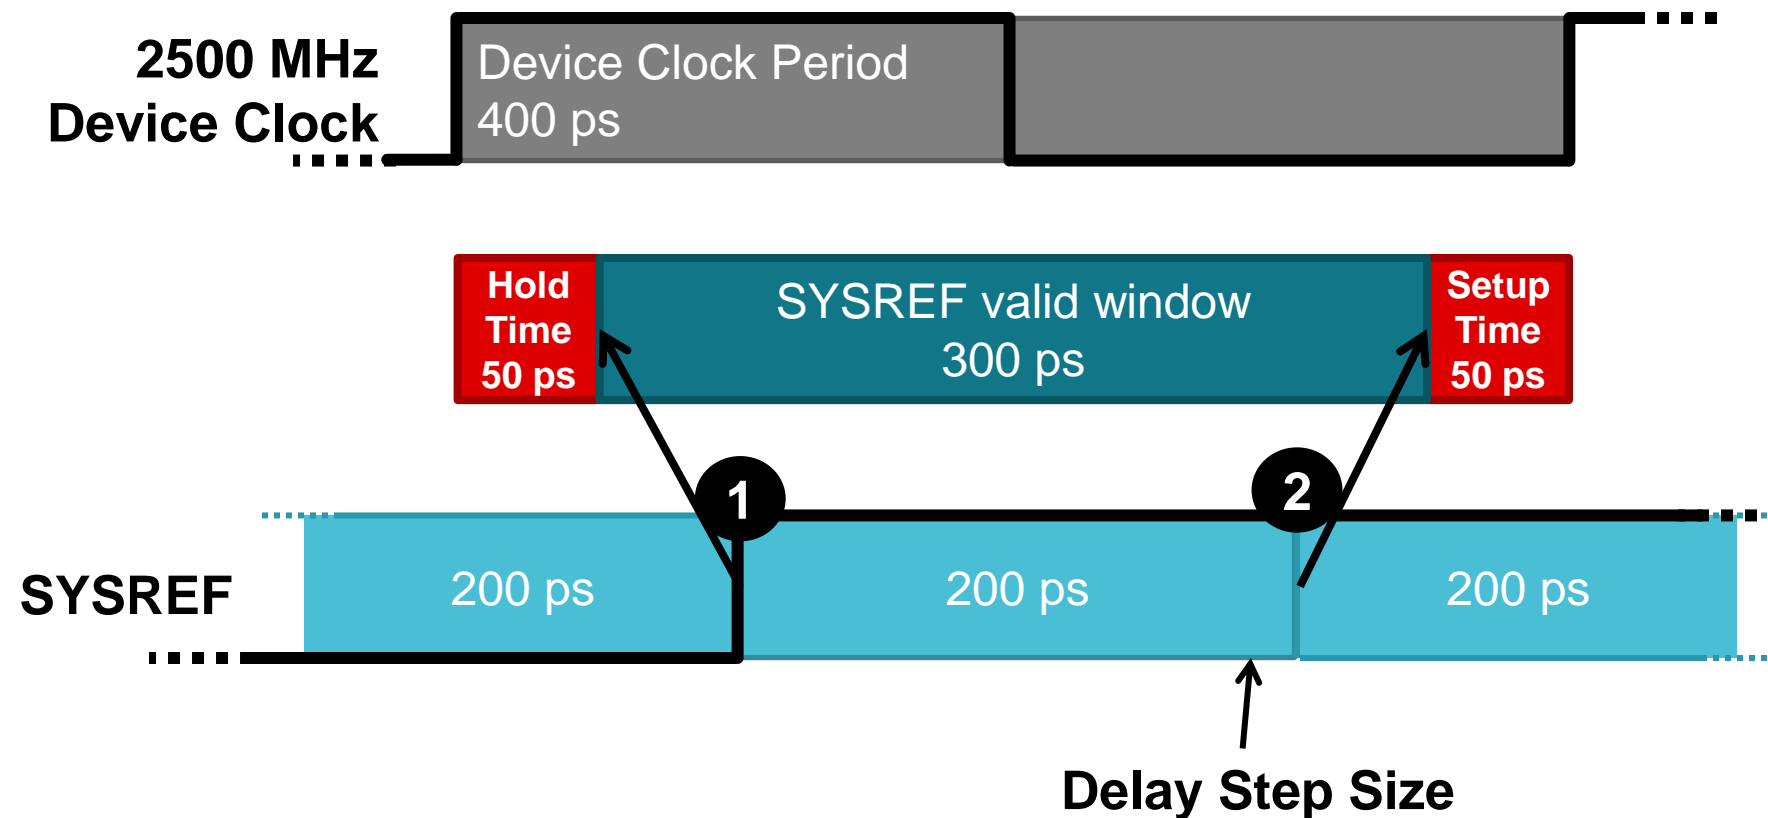 2500 MHz
Device Clock
Device Clock Period
400 ps
Hold
Time
50 ps
SYSREF valid window
300 ps
Setup
Time
50 ps
1
2
SYSREF
200 ps
200 ps
200 ps
Delay Step Size